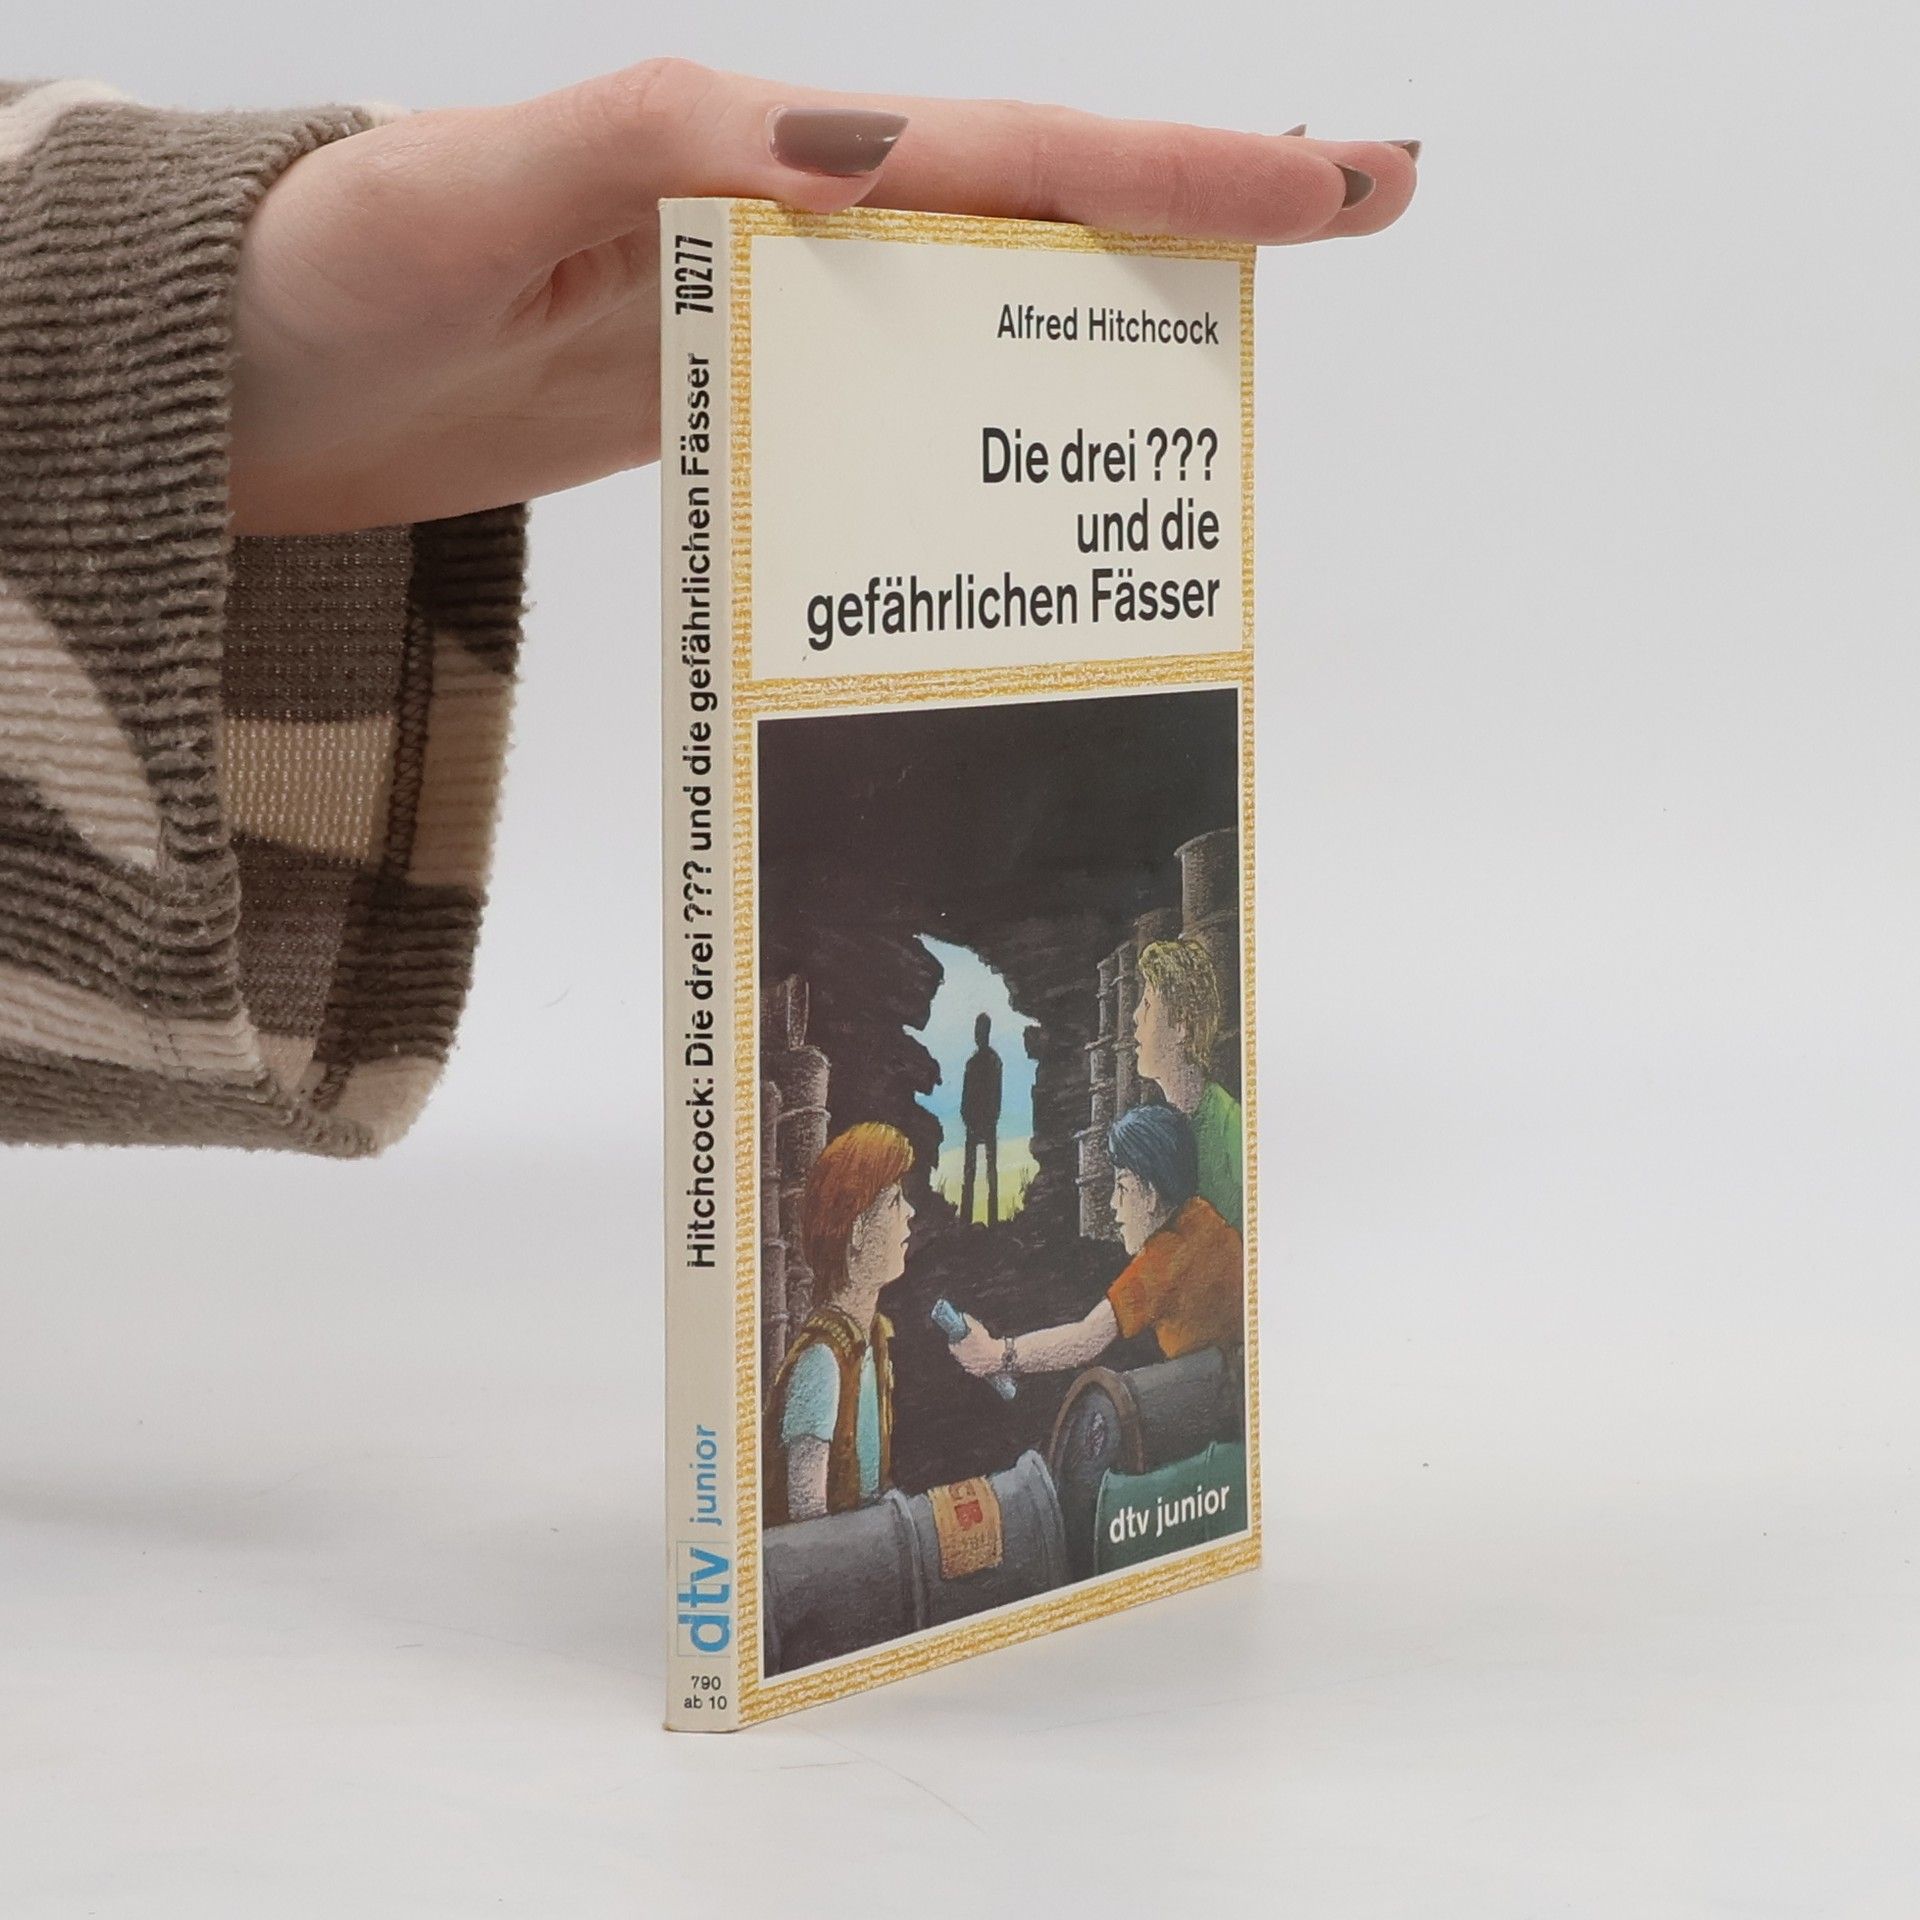 Alfred Hitchcock
Die drei ???
und die
gefährlichen Fässer
dtv junior
70277
Hitchcock: Die drei ??? und die gefährlichen Fässer
dtv junior
790
ab 10